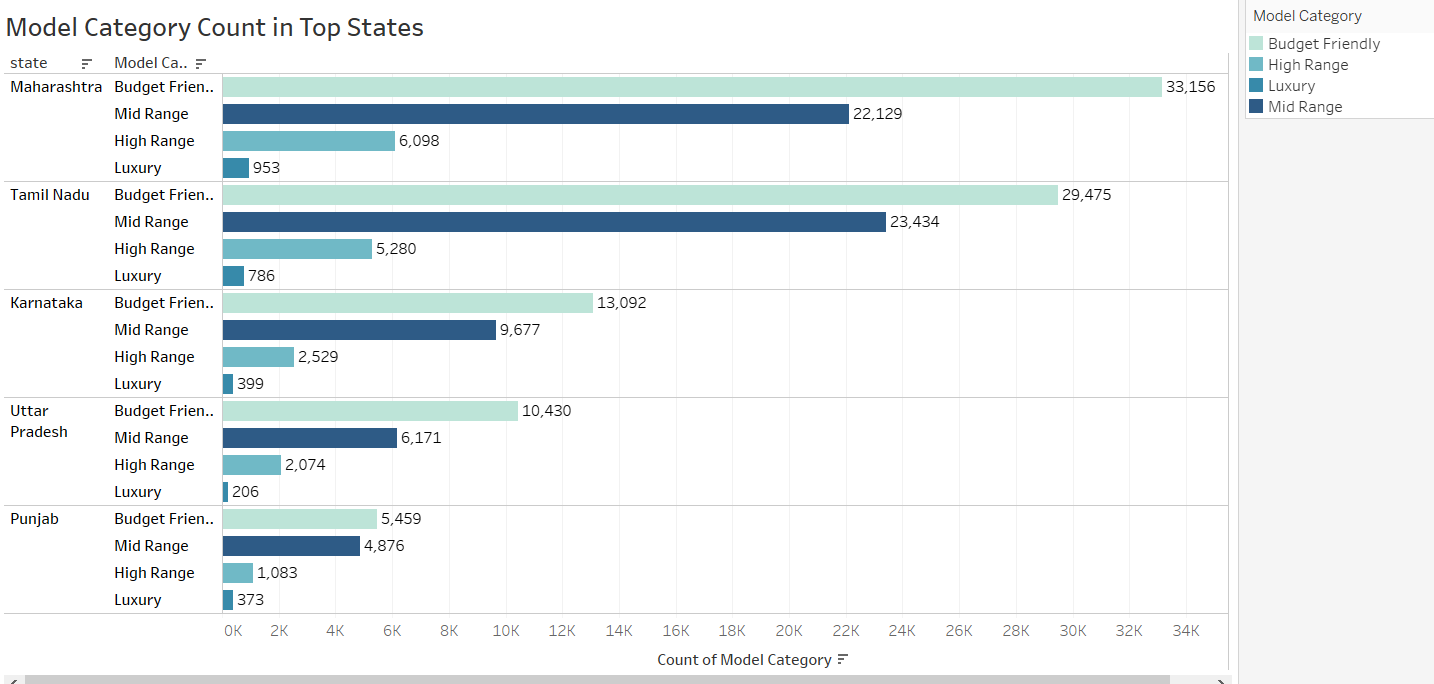 Model Category Count in Top States
state Model Ca..
Maharashtra Budget Frien.. 33,156
Mid Range 22,129
High Range 6,098
Luxury 953
Tamil Nadu Budget Frien.. 29,475
Mid Range 23,434
High Range 5,280
Luxury 786
Karnataka Budget Frien.. 13,092
Mid Range 9,677
High Range 2,529
Luxury 399
Uttar Budget Frien.. 10,430
Pradesh Mid Range 6,171
High Range 2,074
Luxury 206
Punjab Budget Frien.. 5,459
Mid Range 4,876
High Range 1,083
Luxury 373
0K 2K 4K 6K 8K 10K 12K 14K 16K 18K 20K 22K 24K 26K 28K 30K 32K 34K
Count of Model Category
Model Category
Budget Friendly
High Range
Luxury
Mid Range